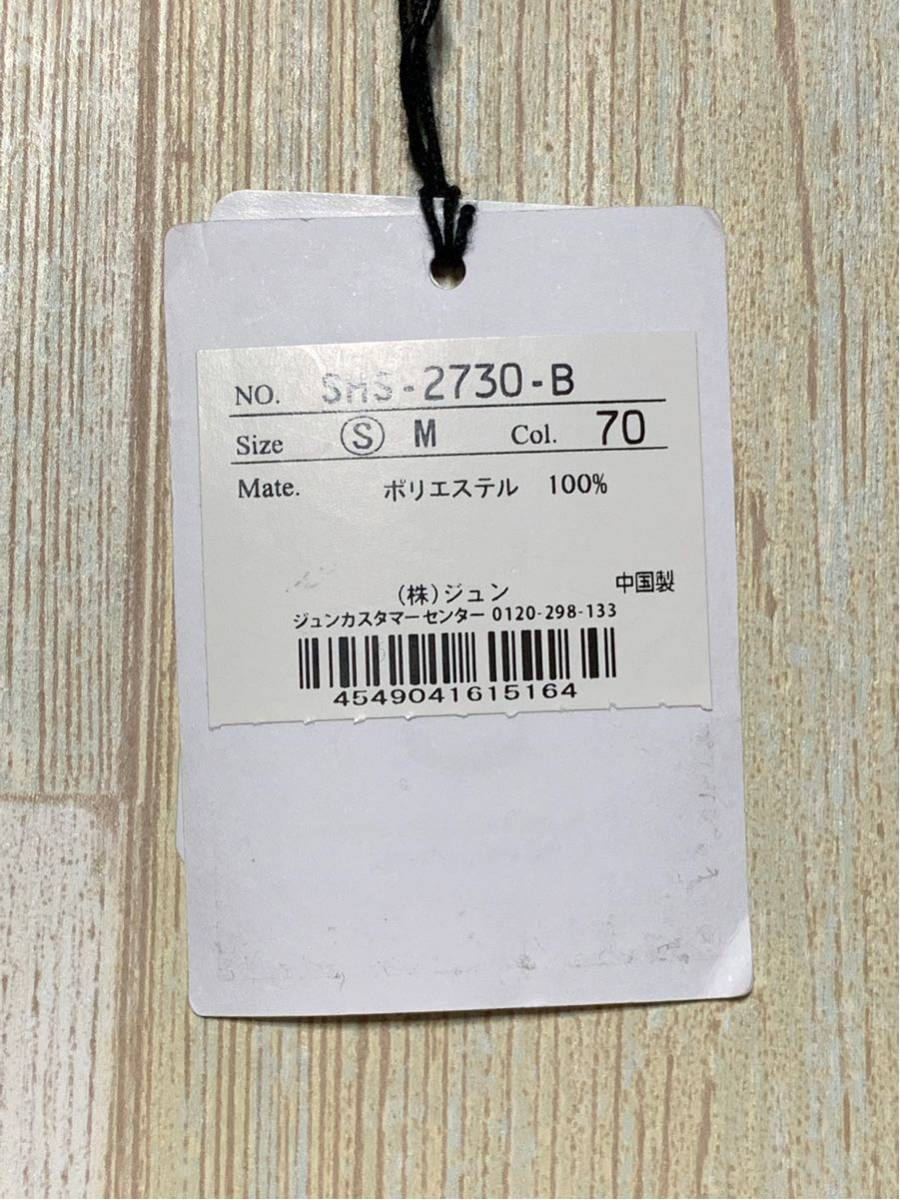 NO. SHS-2730-B
Size Ⓢ M Col. 70
Mate. ポリエステル 100%
(株)ジュン 中国製
ジュンカスタマーセンター 0120-298-133
4549041615164